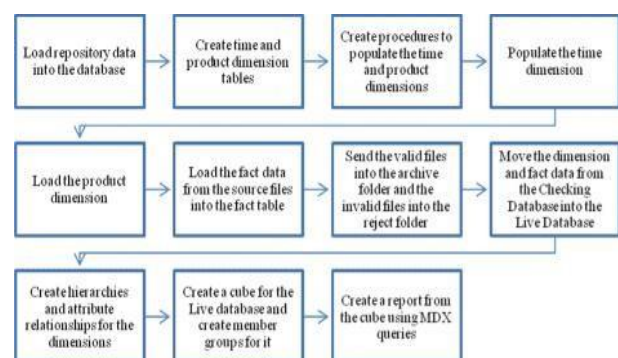 Load repository data
into the database
Create time and
product dimension
tables
Create procedures to
populate the time
and product
dimensions
Populate the time
dimension
Load the product
dimension
Load the fact data
from the source files
into the fact table
Send the valid files
into the archive
folder and the
invalid files into the
reject folder
Move the dimension
and fact data from
the Checking
Database into the
Live Database
Create hierarchies
and attribute
relationships for the
dimensions
Create a cube for the
Live database and
create member
groups for it
Create a report from
the cube using MDX
queries